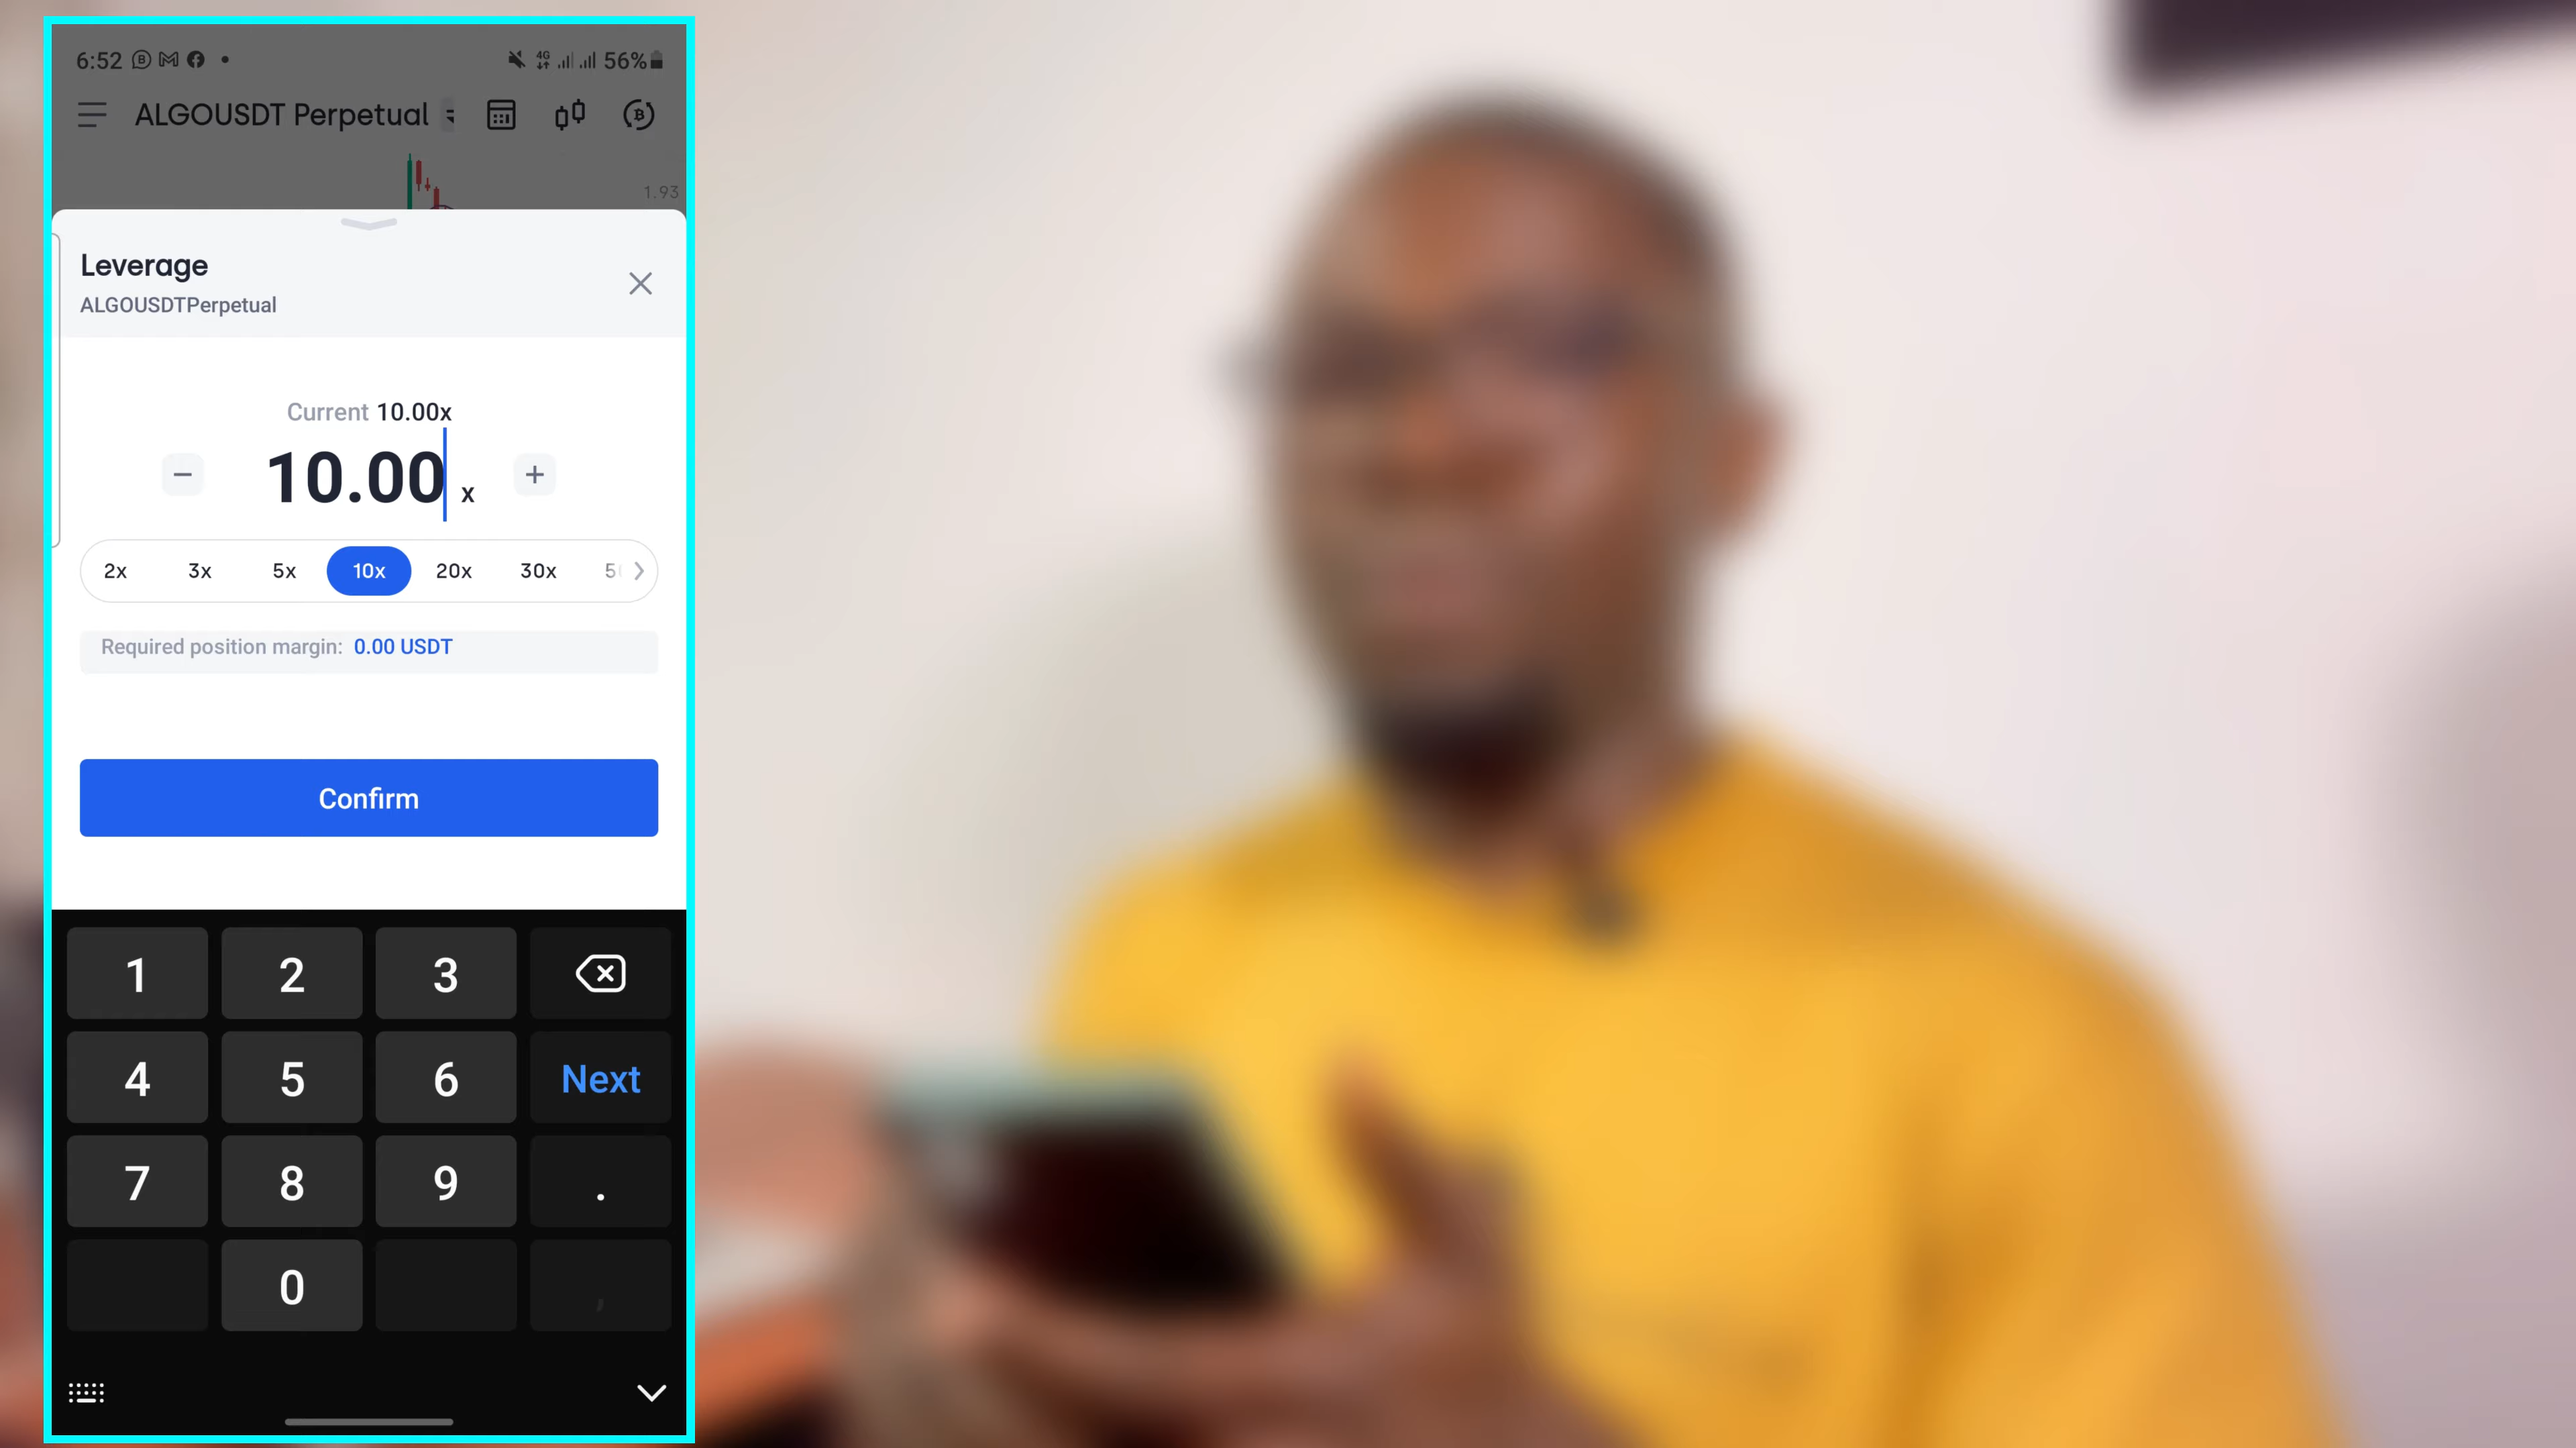 6:52 4G 56%
ALGOUSDT Perpetual
1.93
Leverage
ALGOUSDTPerpetual
Current 10.00x
− 10.00 x +
2x 3x 5x 10x 20x 30x
Required position margin: 0.00 USDT
Confirm
1 2 3
4 5 6 Next
7 8 9 .
0 ,